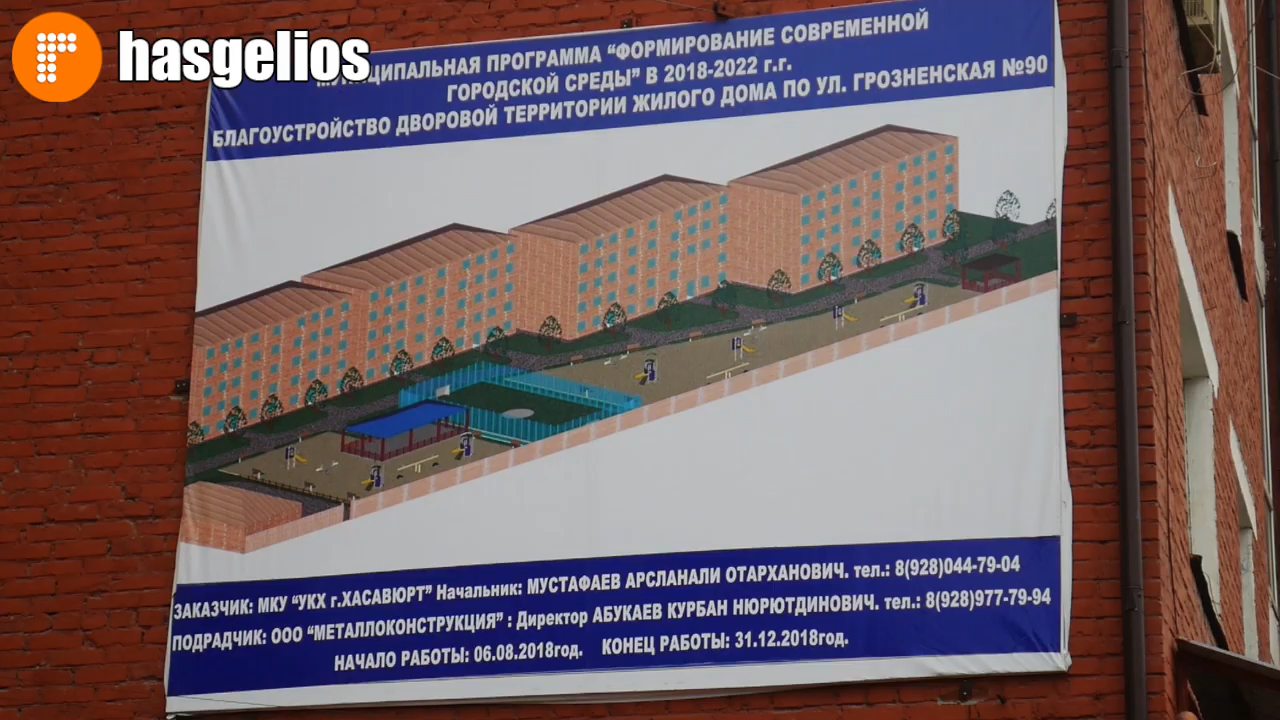 hasgelios
МУНИЦИПАЛЬНАЯ ПРОГРАММА “ФОРМИРОВАНИЕ СОВРЕМЕННОЙ
ГОРОДСКОЙ СРЕДЫ” В 2018-2022 г.г.
БЛАГОУСТРОЙСТВО ДВОРОВОЙ ТЕРРИТОРИИ ЖИЛОГО ДОМА ПО УЛ. ГРОЗНЕНСКАЯ №90
ЗАКАЗЧИК: МКУ “УКХ г.ХАСАВЮРТ” Начальник: МУСТАФАЕВ АРСЛАНАЛИ ОТАРХАНОВИЧ. тел.: 8(928)044-79-04
ПОДРАДЧИК: ООО “МЕТАЛЛОКОНСТРУКЦИЯ” : Директор АБУКАЕВ КУРБАН НЮРЮТДИНОВИЧ. тел.: 8(928)977-79-94
НАЧАЛО РАБОТЫ: 06.08.2018год. КОНЕЦ РАБОТЫ: 31.12.2018год.